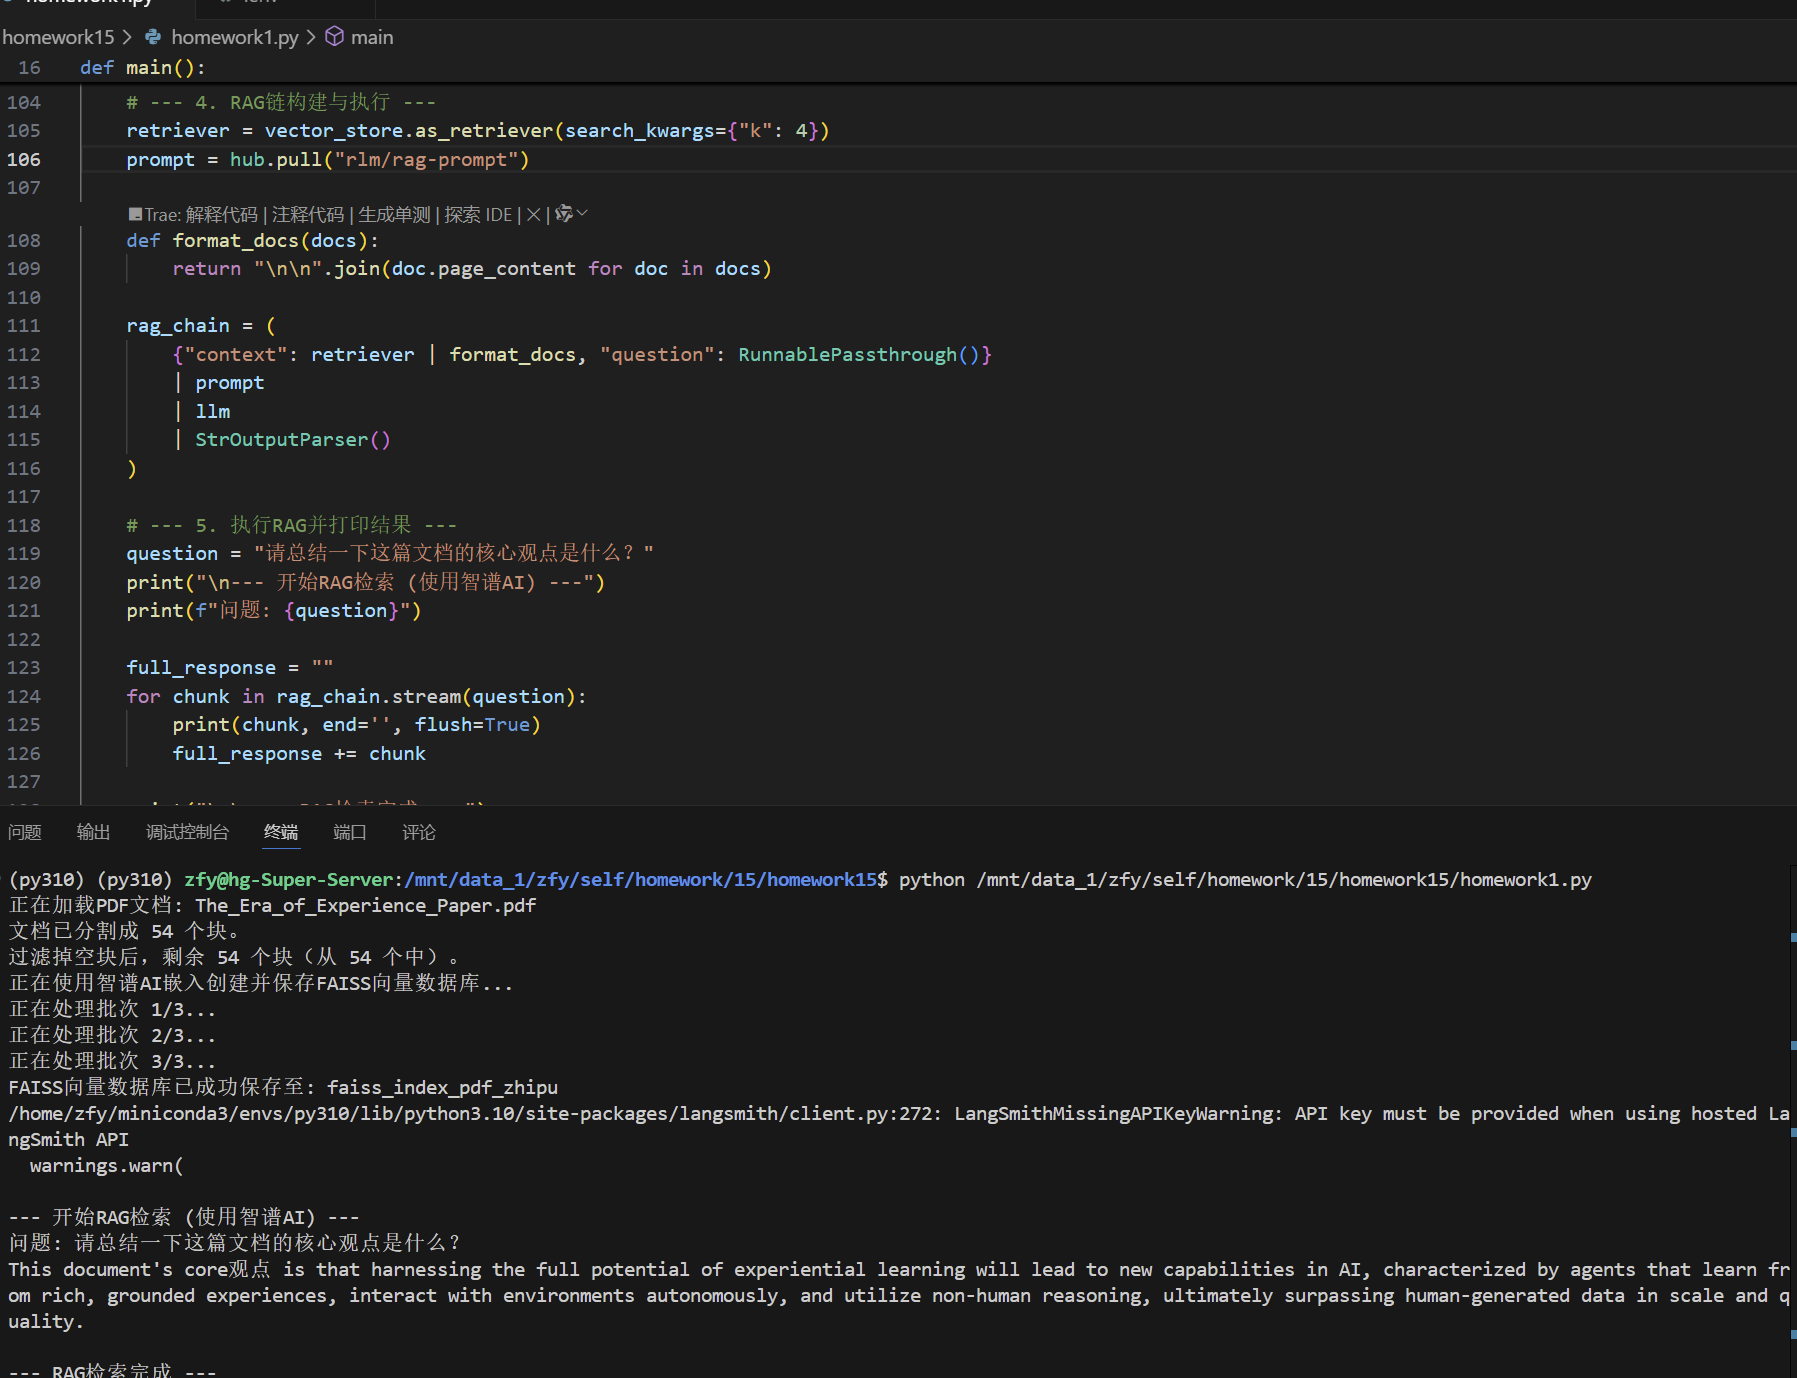 homework15 > homework1.py > main
16 def main():
104 # --- 4. RAG链构建与执行 ---
105 retriever = vector_store.as_retriever(search_kwargs={"k": 4})
106 prompt = hub.pull("rlm/rag-prompt")
107
Trae: 解释代码 | 注释代码 | 生成单测 | 探索 IDE | × |
108 def format_docs(docs):
109 return "\n\n".join(doc.page_content for doc in docs)
110
111 rag_chain = (
112 {"context": retriever | format_docs, "question": RunnablePassthrough()}
113 | prompt
114 | llm
115 | StrOutputParser()
116 )
117
118 # --- 5. 执行RAG并打印结果 ---
119 question = "请总结一下这篇文档的核心观点是什么？"
120 print("\n--- 开始RAG检索 (使用智谱AI) ---")
121 print(f"问题: {question}")
122
123 full_response = ""
124 for chunk in rag_chain.stream(question):
125 print(chunk, end='', flush=True)
126 full_response += chunk
127
问题 输出 调试控制台 终端 端口 评论
(py310) (py310) zfy@hg-Super-Server:/mnt/data_1/zfy/self/homework/15/homework15$ python /mnt/data_1/zfy/self/homework/15/homework15/homework1.py
正在加载PDF文档: The_Era_of_Experience_Paper.pdf
文档已分割成 54 个块。
过滤掉空块后，剩余 54 个块（从 54 个中）。
正在使用智谱AI嵌入创建并保存FAISS向量数据库...
正在处理批次 1/3...
正在处理批次 2/3...
正在处理批次 3/3...
FAISS向量数据库已成功保存至: faiss_index_pdf_zhipu
/home/zfy/miniconda3/envs/py310/lib/python3.10/site-packages/langsmith/client.py:272: LangSmithMissingAPIKeyWarning: API key must be provided when using hosted La
ngSmith API
warnings.warn(
--- 开始RAG检索 (使用智谱AI) ---
问题: 请总结一下这篇文档的核心观点是什么？
This document's core观点 is that harnessing the full potential of experiential learning will lead to new capabilities in AI, characterized by agents that learn fr
om rich, grounded experiences, interact with environments autonomously, and utilize non-human reasoning, ultimately surpassing human-generated data in scale and q
uality.
--- RAG检索完成 ---